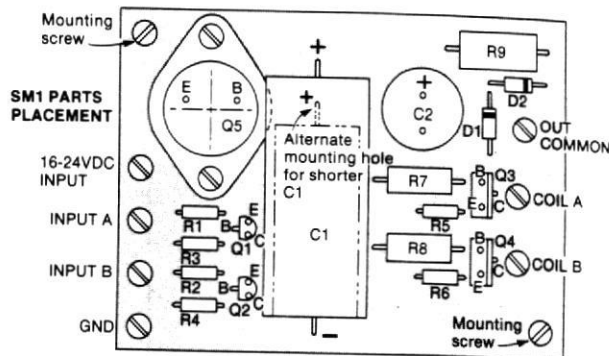 Mounting
screw
SM1 PARTS
PLACEMENT
16-24VDC
INPUT
INPUT A
INPUT B
GND
E
B
Q5
+
+
Alternate
mounting hole
for shorter
C1
C1
−
R1
R3
R2
R4
E
B
C
Q1
E
B
C
Q2
+
C2
R9
D2
D1
OUT
COMMON
R7
R5
B
Q3
E
C
COIL A
R8
R6
B
Q4
E
C
COIL B
Mounting
screw